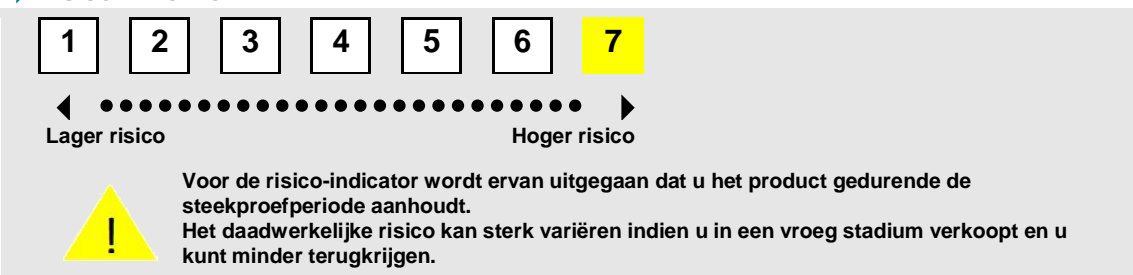 1 2 3 4 5 6 7
Lager risico Hoger risico
!
Voor de risico-indicator wordt ervan uitgegaan dat u het product gedurende de
steekproefperiode aanhoudt.
Het daadwerkelijke risico kan sterk variëren indien u in een vroeg stadium verkoopt en u
kunt minder terugkrijgen.